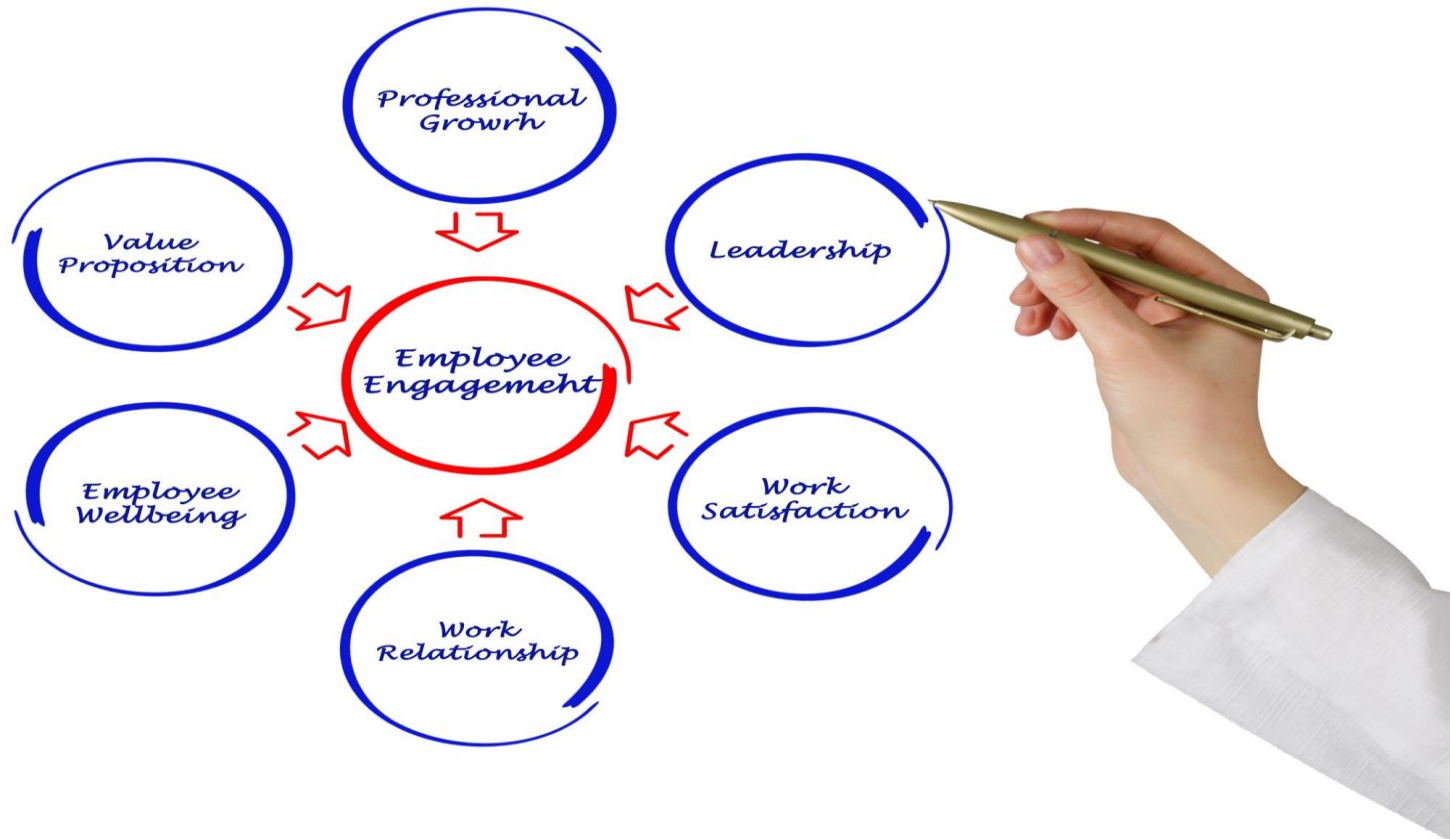 Professional
Growrh
Value
Proposition
Leadership
Employee
Engagemeht
Employee
Wellbeing
Work
Satisfaction
Work
Relationship